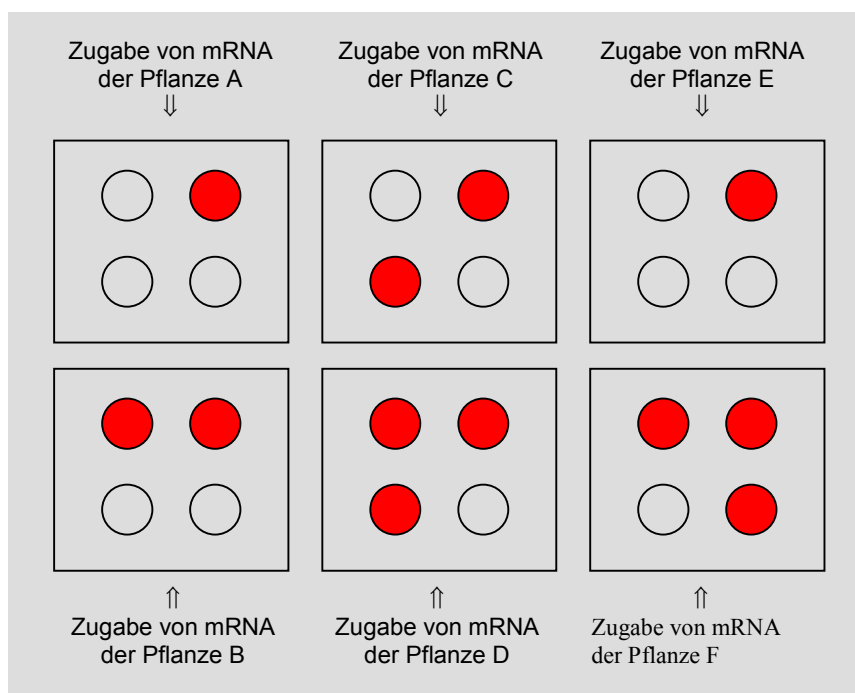 Zugabe von mRNA
der Pflanze A
⇓
Zugabe von mRNA
der Pflanze C
⇓
Zugabe von mRNA
der Pflanze E
⇓
⇑
Zugabe von mRNA
der Pflanze B
⇑
Zugabe von mRNA
der Pflanze D
⇑
Zugabe von mRNA
der Pflanze F